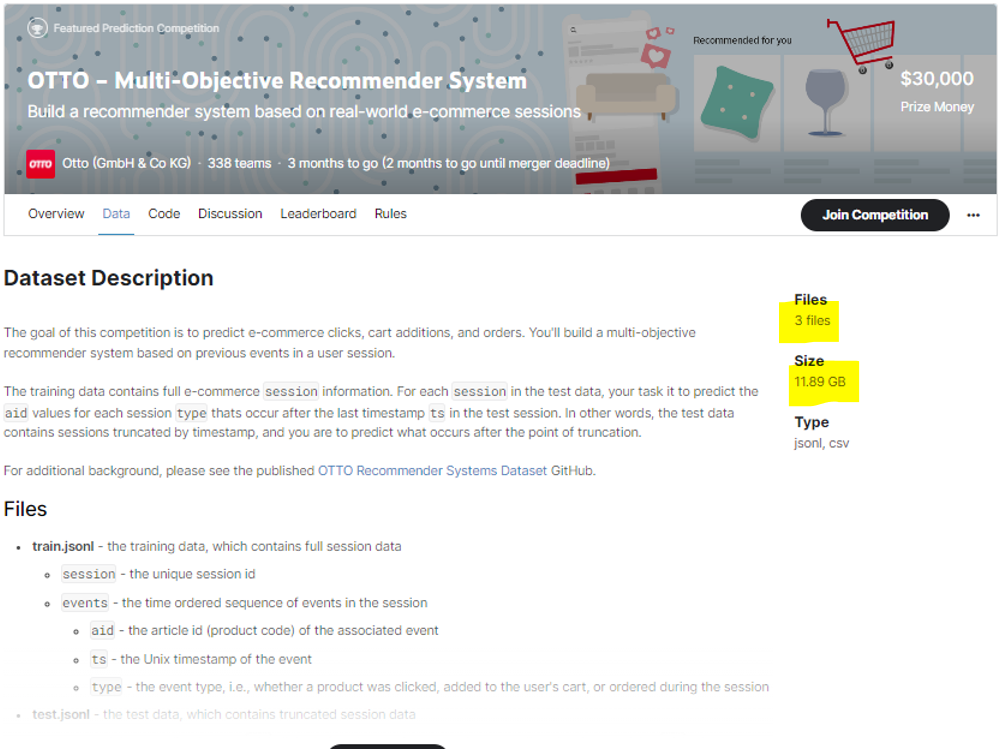 Featured Prediction Competition
OTTO – Multi-Objective Recommender System
Build a recommender system based on real-world e-commerce sessions
Recommended for you
$30,000
Prize Money
OTTO
Otto (GmbH & Co KG) · 338 teams · 3 months to go (2 months to go until merger deadline)
Overview Data Code Discussion Leaderboard Rules
Join Competition
Dataset Description
The goal of this competition is to predict e-commerce clicks, cart additions, and orders. You'll build a multi-objective
recommender system based on previous events in a user session.
The training data contains full e-commerce session information. For each session in the test data, your task it to predict the
aid values for each session type thats occur after the last timestamp ts in the test session. In other words, the test data
contains sessions truncated by timestamp, and you are to predict what occurs after the point of truncation.
For additional background, please see the published OTTO Recommender Systems Dataset GitHub.
Files
3 files
Size
11.89 GB
Type
jsonl, csv
Files
• train.jsonl - the training data, which contains full session data
session - the unique session id
events - the time ordered sequence of events in the session
aid - the article id (product code) of the associated event
ts - the Unix timestamp of the event
type - the event type, i.e., whether a product was clicked, added to the user's cart, or ordered during the session
• test.jsonl - the test data, which contains truncated session data